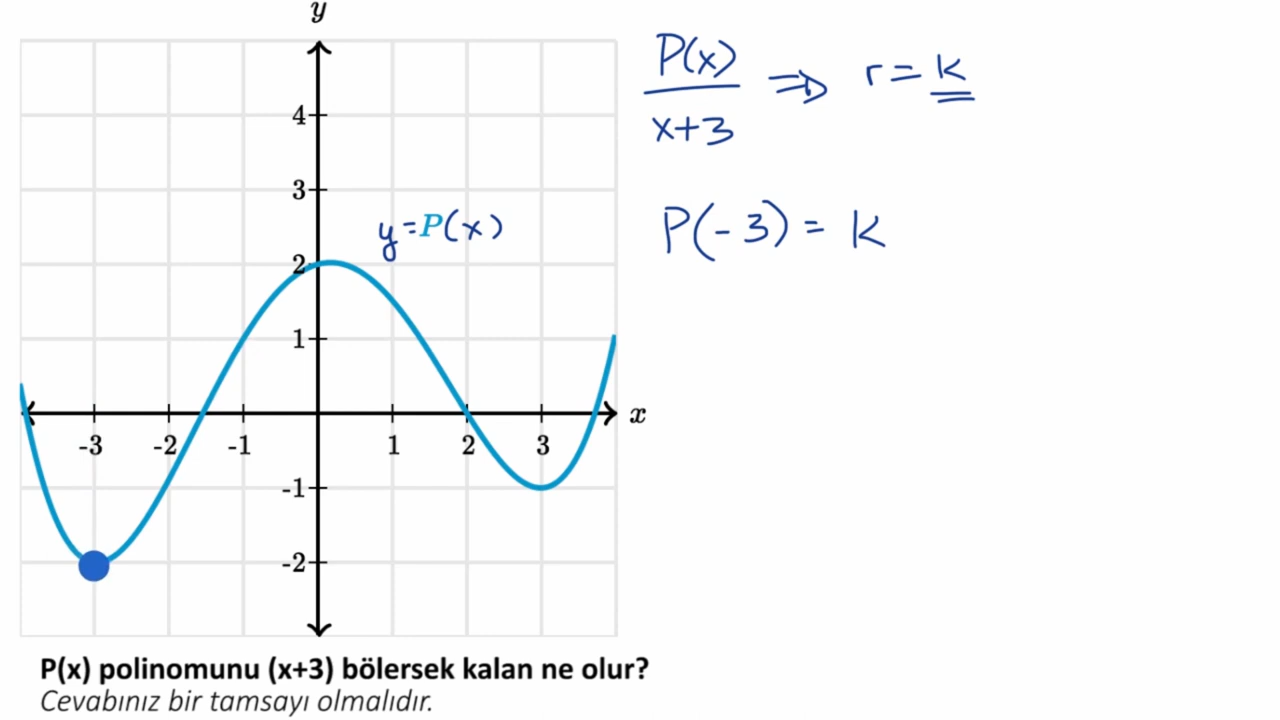 y
P(x)
x+3
⇒ r = k
4
3
y = P(x)
P(-3) = k
2
1
x
-3 -2 -1 1 2 3
-1
-2
P(x) polinomunu (x+3) bölersek kalan ne olur?
Cevabınız bir tamsayı olmalıdır.